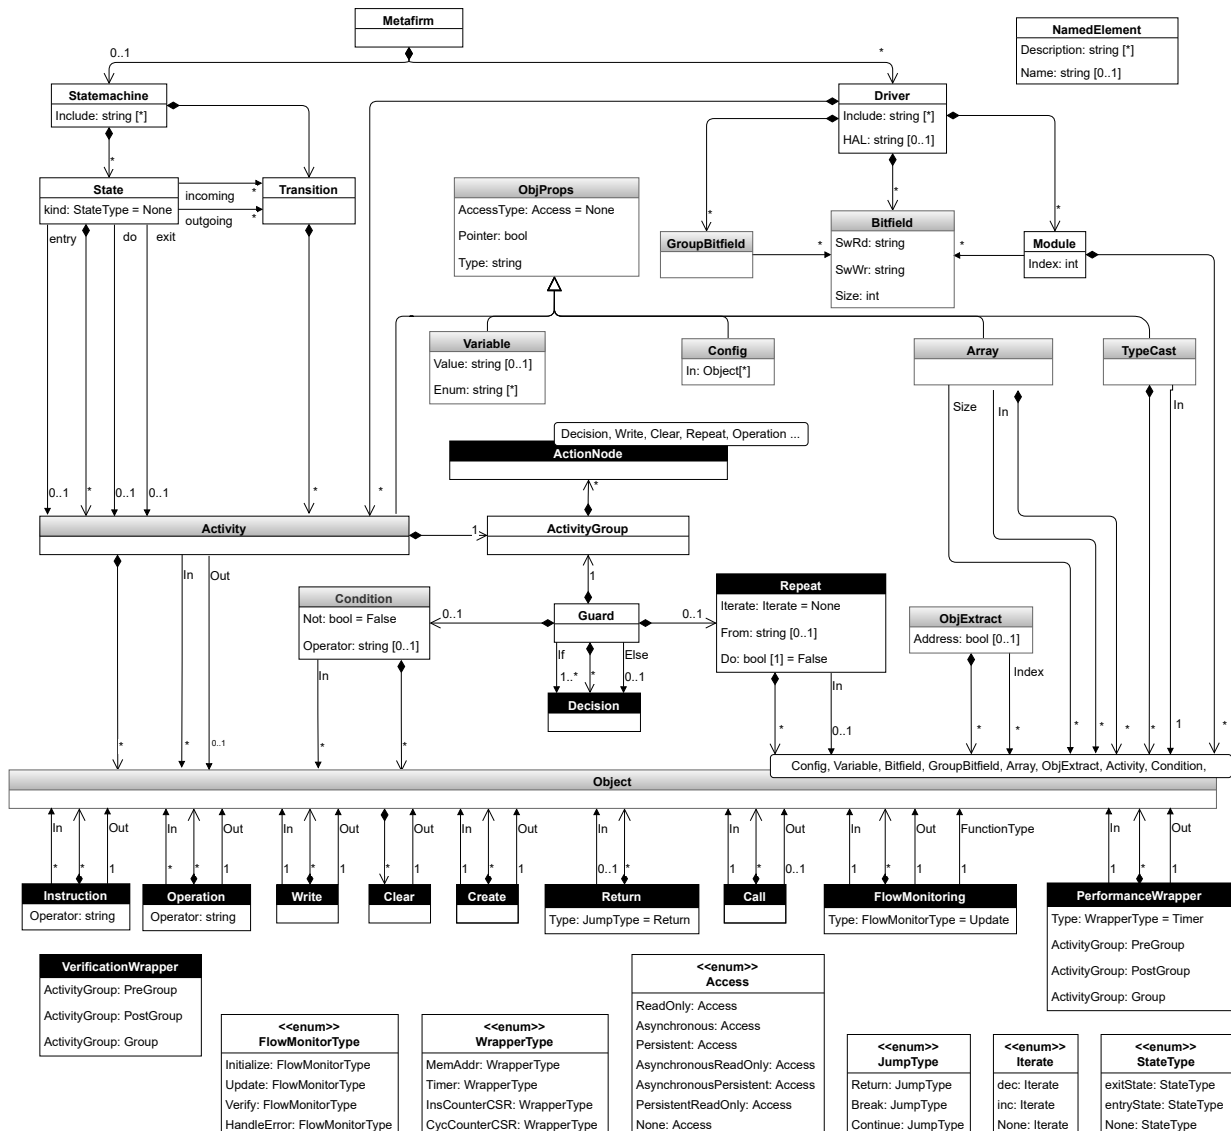 Metafirm
NamedElement
Description: string [*]
Name: string [0..1]
0..1
*
Statemachine
Include: string [*]
Driver
Include: string [*]
HAL: string [0..1]
*
*
State
kind: StateType = None
incoming
*
outgoing
*
Transition
entry
do
exit
ObjProps
AccessType: Access = None
Pointer: bool
Type: string
*
*
GroupBitfield
*
Bitfield
SwRd: string
SwWr: string
Size: int
*
Module
Index: int
Variable
Value: string [0..1]
Enum: string [*]
Config
In: Object[*]
Array
TypeCast
Size
In
In
Decision, Write, Clear, Repeat, Operation ...
ActionNode
0..1
*
0..1
0..1
*
*
*
Activity
1
ActivityGroup
In
Out
1
Condition
Not: bool = False
Operator: string [0..1]
0..1
Guard
0..1
Repeat
Iterate: Iterate = None
From: string [0..1]
Do: bool [1] = False
ObjExtract
Address: bool [0..1]
If
Else
1..*
*
0..1
Decision
In
In
Index
*
*
0..1
*
*
*
0..1
*
*
*
*
*
*
1
*
Config, Variable, Bitfield, GroupBitfield, Array, ObjExtract, Activity, Condition,
Object
In
Out
In
Out
In
Out
Out
In
Out
In
In
Out
In
Out
FunctionType
In
Out
*
*
1
*
*
1
1
*
1
*
1
1
*
1
0..1
*
1
*
0..1
1
*
1
1
1
*
1
Instruction
Operator: string
Operation
Operator: string
Write
Clear
Create
Return
Type: JumpType = Return
Call
FlowMonitoring
Type: FlowMonitorType = Update
PerformanceWrapper
Type: WrapperType = Timer
ActivityGroup: PreGroup
ActivityGroup: PostGroup
ActivityGroup: Group
VerificationWrapper
ActivityGroup: PreGroup
ActivityGroup: PostGroup
ActivityGroup: Group
<<enum>>
FlowMonitorType
Initialize: FlowMonitorType
Update: FlowMonitorType
Verify: FlowMonitorType
HandleError: FlowMonitorType
<<enum>>
WrapperType
MemAddr: WrapperType
Timer: WrapperType
InsCounterCSR: WrapperType
CycCounterCSR: WrapperType
<<enum>>
Access
ReadOnly: Access
Asynchronous: Access
Persistent: Access
AsynchronousReadOnly: Access
AsynchronousPersistent: Access
PersistentReadOnly: Access
None: Access
<<enum>>
JumpType
Return: JumpType
Break: JumpType
Continue: JumpType
<<enum>>
Iterate
dec: Iterate
inc: Iterate
None: Iterate
<<enum>>
StateType
exitState: StateType
entryState: StateType
None: StateType